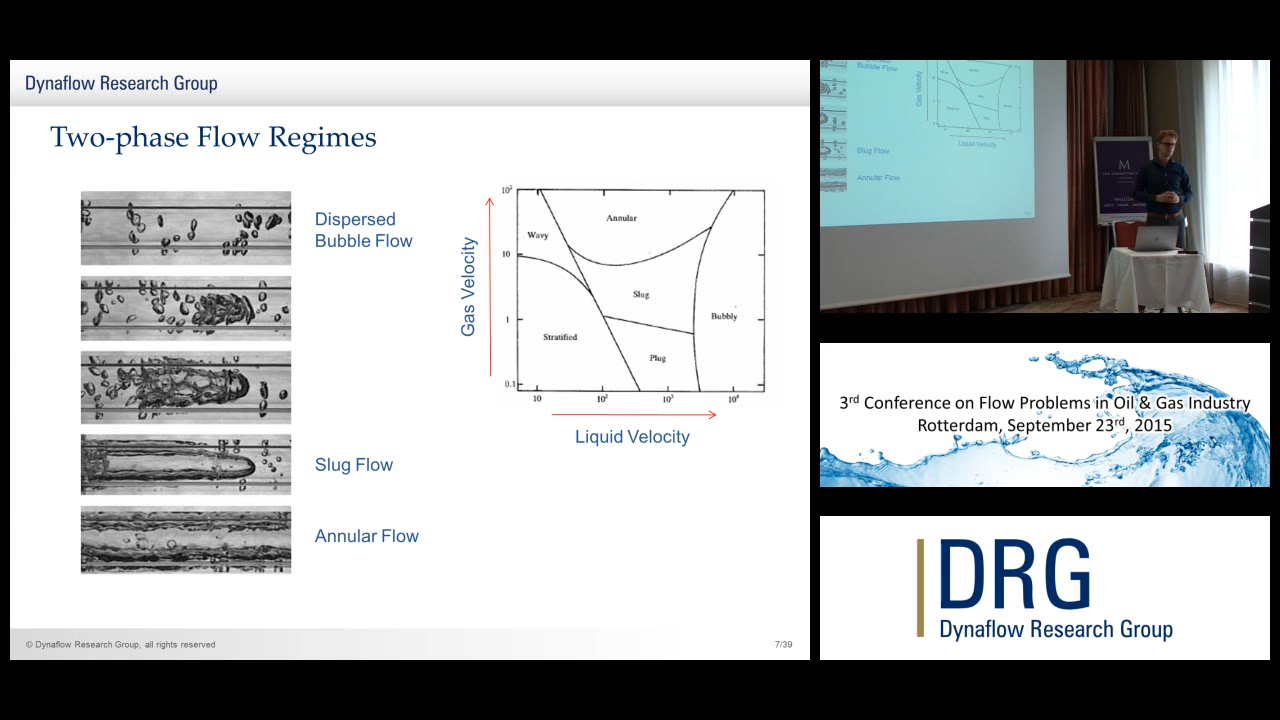 Dynaflow Research Group
Two-phase Flow Regimes
Dispersed
Bubble Flow
Slug Flow
Annular Flow
Gas Velocity
10²
10
1
0.1
Annular
Wavy
Slug
Bubbly
Stratified
Plug
10
10²
10³
10⁴
Liquid Velocity
© Dynaflow Research Group, all rights reserved
7/39
Bubble Flow
Slug Flow
Annular Flow
Gas Velocity
Liquid Velocity
M
3rd Conference on Flow Problems in Oil & Gas Industry
Rotterdam, September 23rd, 2015
DRG
Dynaflow Research Group